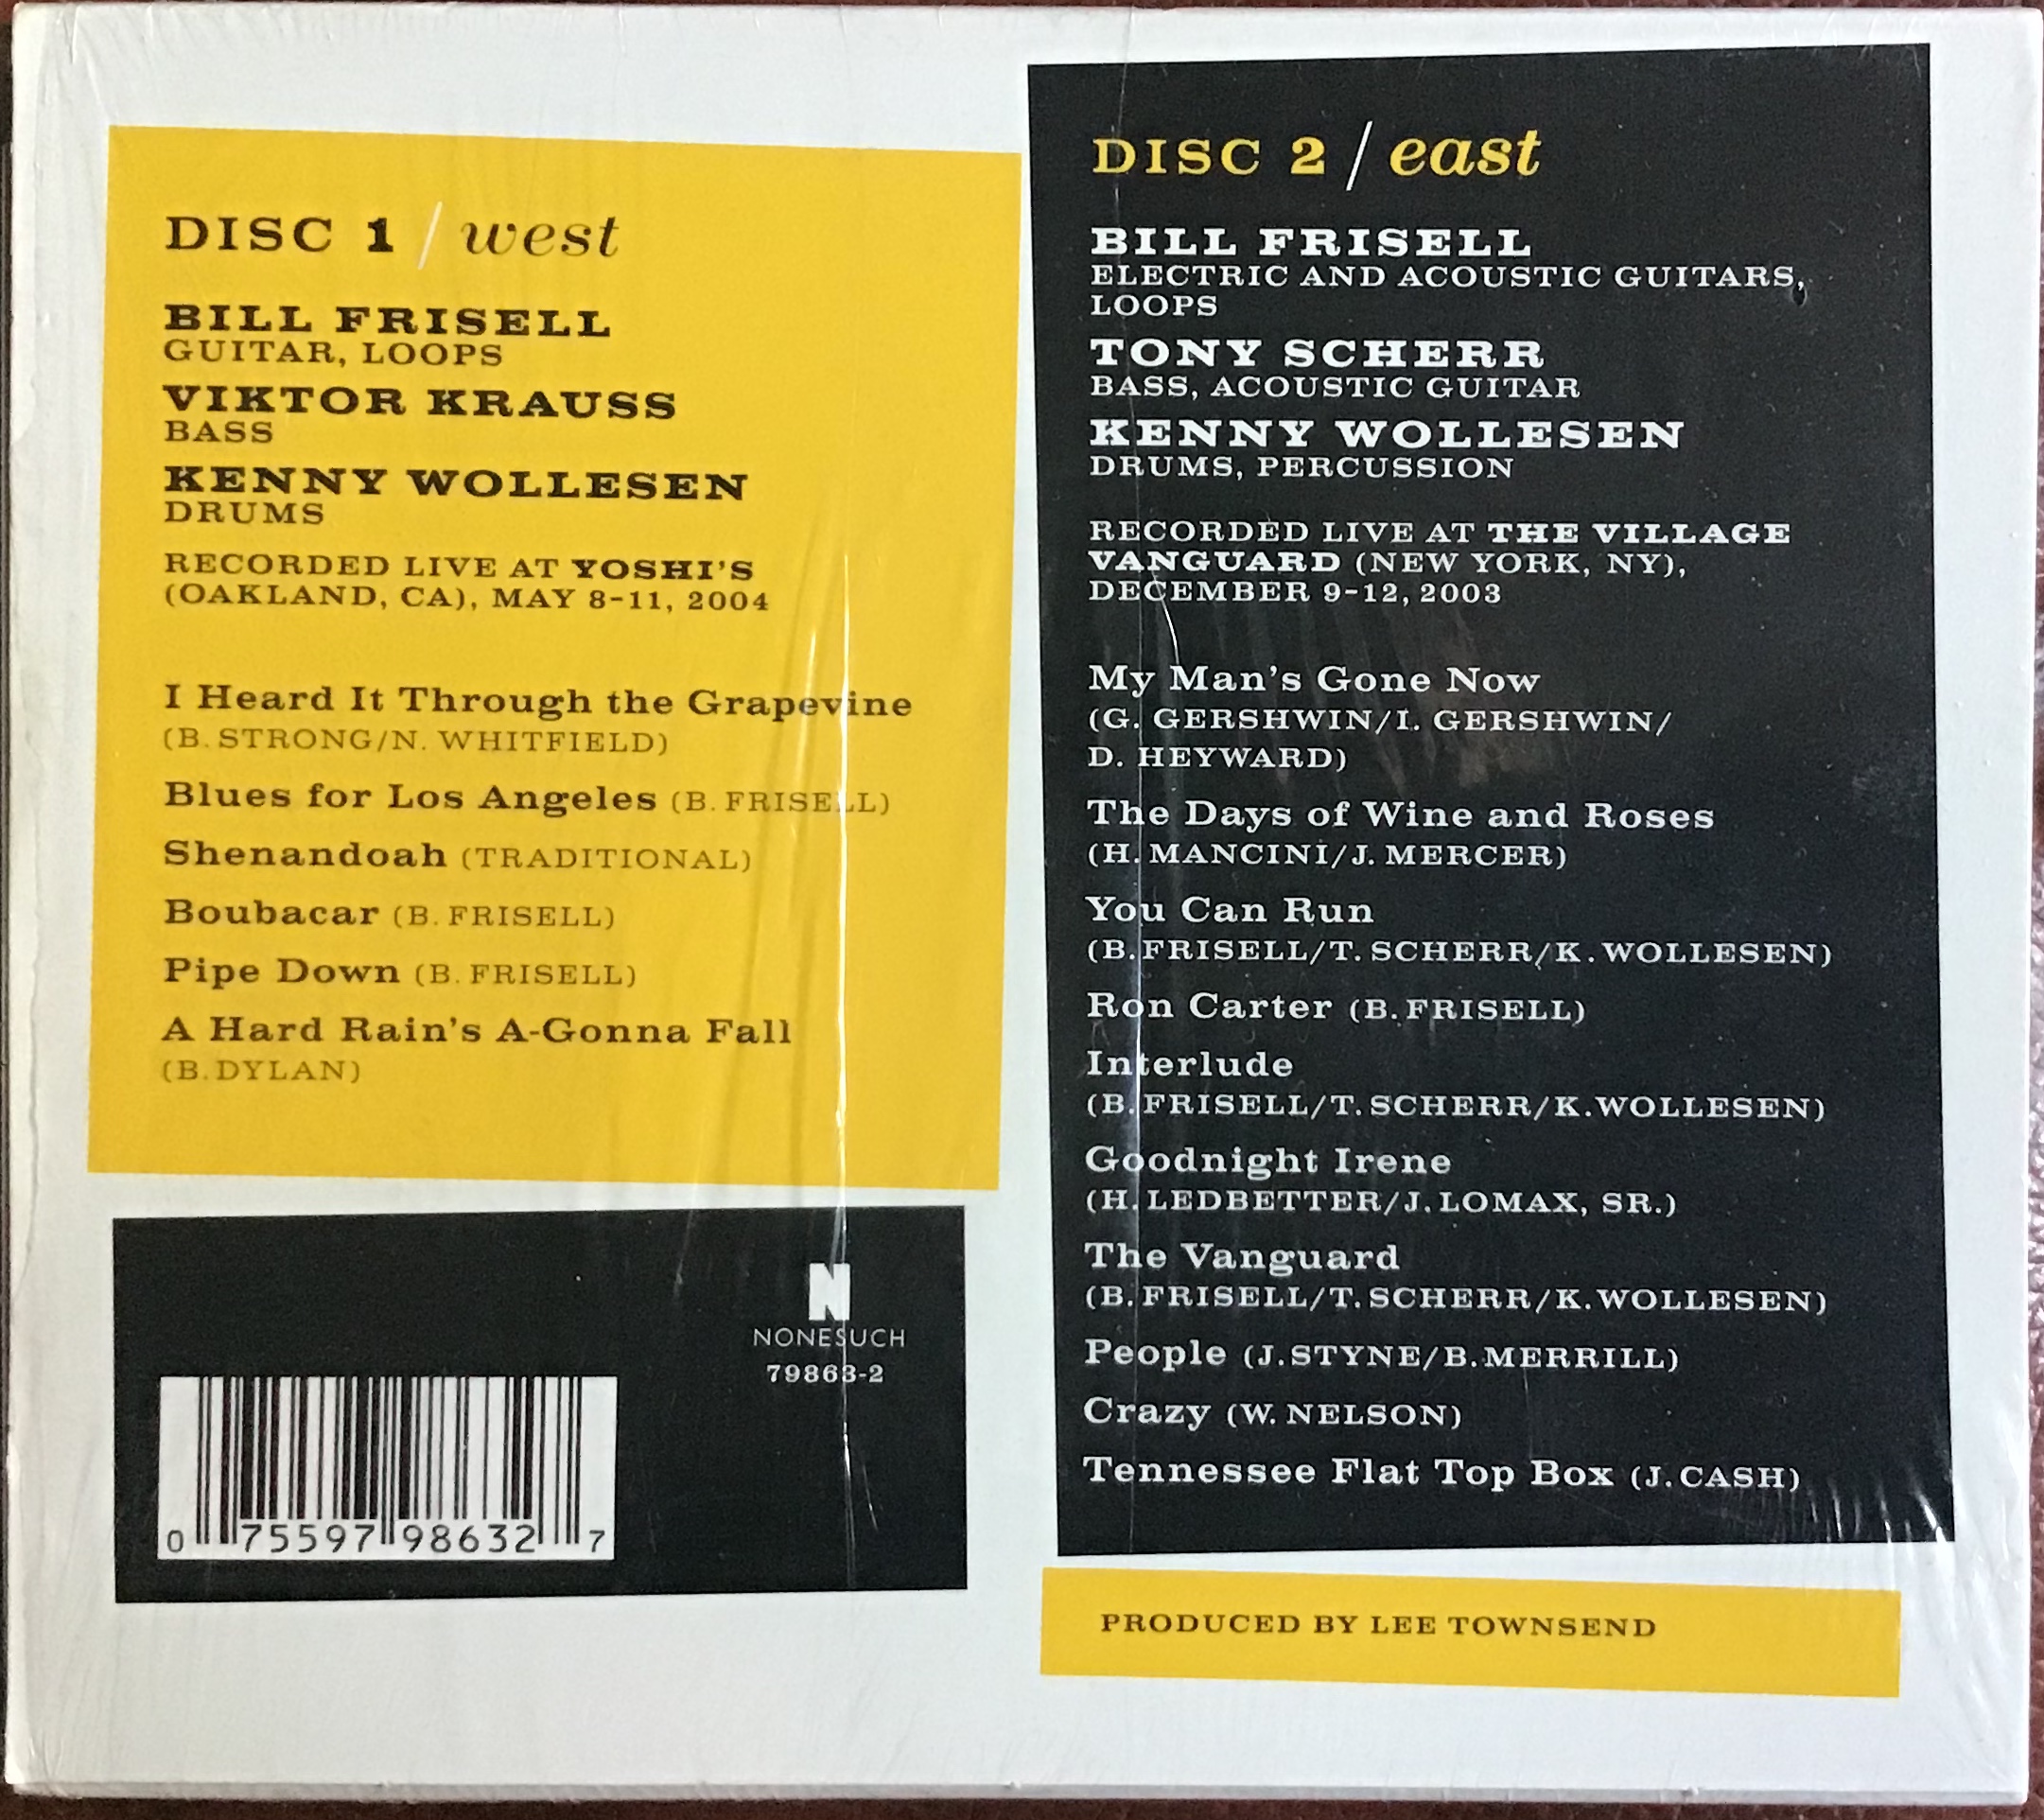 DISC 1 / west
BILL FRISELL
GUITAR, LOOPS
VIKTOR KRAUSS
BASS
KENNY WOLLESEN
DRUMS
RECORDED LIVE AT YOSHI'S
(OAKLAND, CA), MAY 8-11, 2004
I Heard It Through the Grapevine
(B. STRONG/N. WHITFIELD)
Blues for Los Angeles (B. FRISELL)
Shenandoah (TRADITIONAL)
Boubacar (B. FRISELL)
Pipe Down (B. FRISELL)
A Hard Rain's A-Gonna Fall
(B. DYLAN)
N
NONESUCH
79863-2
0 75597 98632 7
DISC 2 / east
BILL FRISELL
ELECTRIC AND ACOUSTIC GUITARS,
LOOPS
TONY SCHERR
BASS, ACOUSTIC GUITAR
KENNY WOLLESEN
DRUMS, PERCUSSION
RECORDED LIVE AT THE VILLAGE
VANGUARD (NEW YORK, NY),
DECEMBER 9-12, 2003
My Man's Gone Now
(G. GERSHWIN/I. GERSHWIN/
D. HEYWARD)
The Days of Wine and Roses
(H. MANCINI/J. MERCER)
You Can Run
(B. FRISELL/T. SCHERR/K. WOLLESEN)
Ron Carter (B. FRISELL)
Interlude
(B. FRISELL/T. SCHERR/K. WOLLESEN)
Goodnight Irene
(H. LEDBETTER/J. LOMAX, SR.)
The Vanguard
(B. FRISELL/T. SCHERR/K. WOLLESEN)
People (J. STYNE/B. MERRILL)
Crazy (W. NELSON)
Tennessee Flat Top Box (J. CASH)
PRODUCED BY LEE TOWNSEND